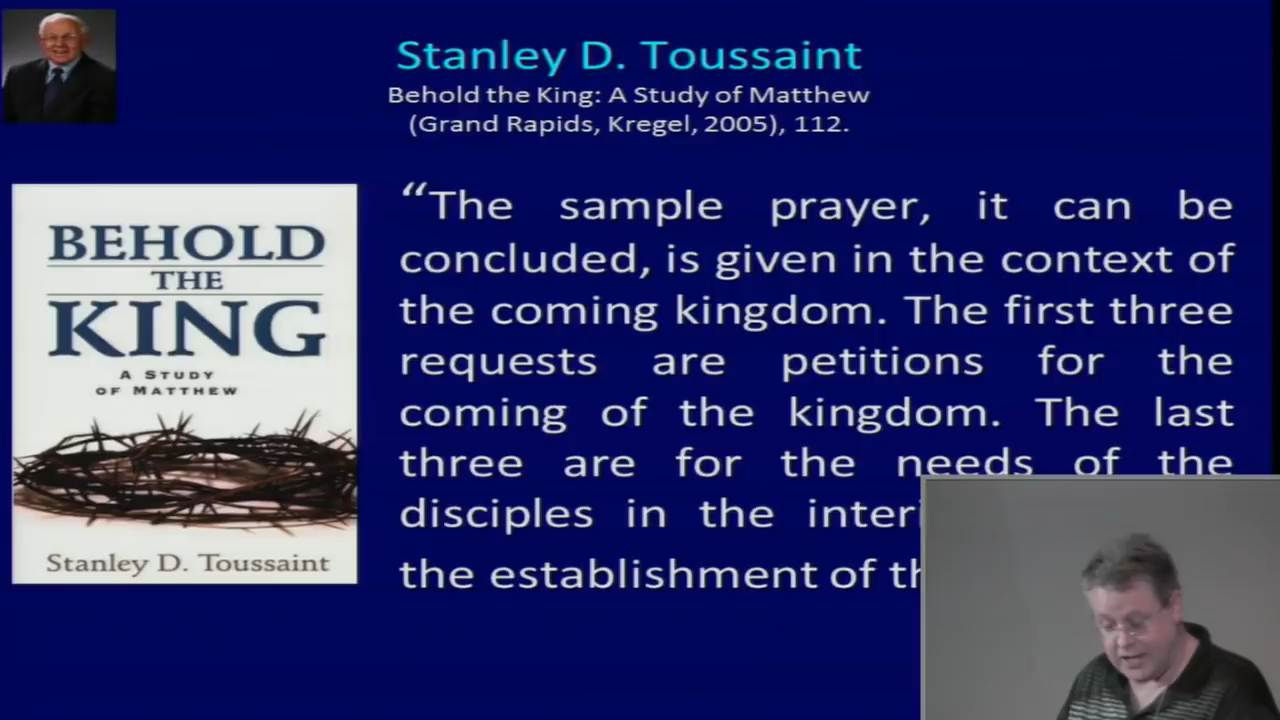 Stanley D. Toussaint
Behold the King: A Study of Matthew
(Grand Rapids, Kregel, 2005), 112.
BEHOLD
THE
KING
A STUDY
OF MATTHEW
Stanley D. Toussaint
“The sample prayer, it can be
concluded, is given in the context of
the coming kingdom. The first three
requests are petitions for the
coming of the kingdom. The last
three are for the needs of the
disciples in the
the establishment of